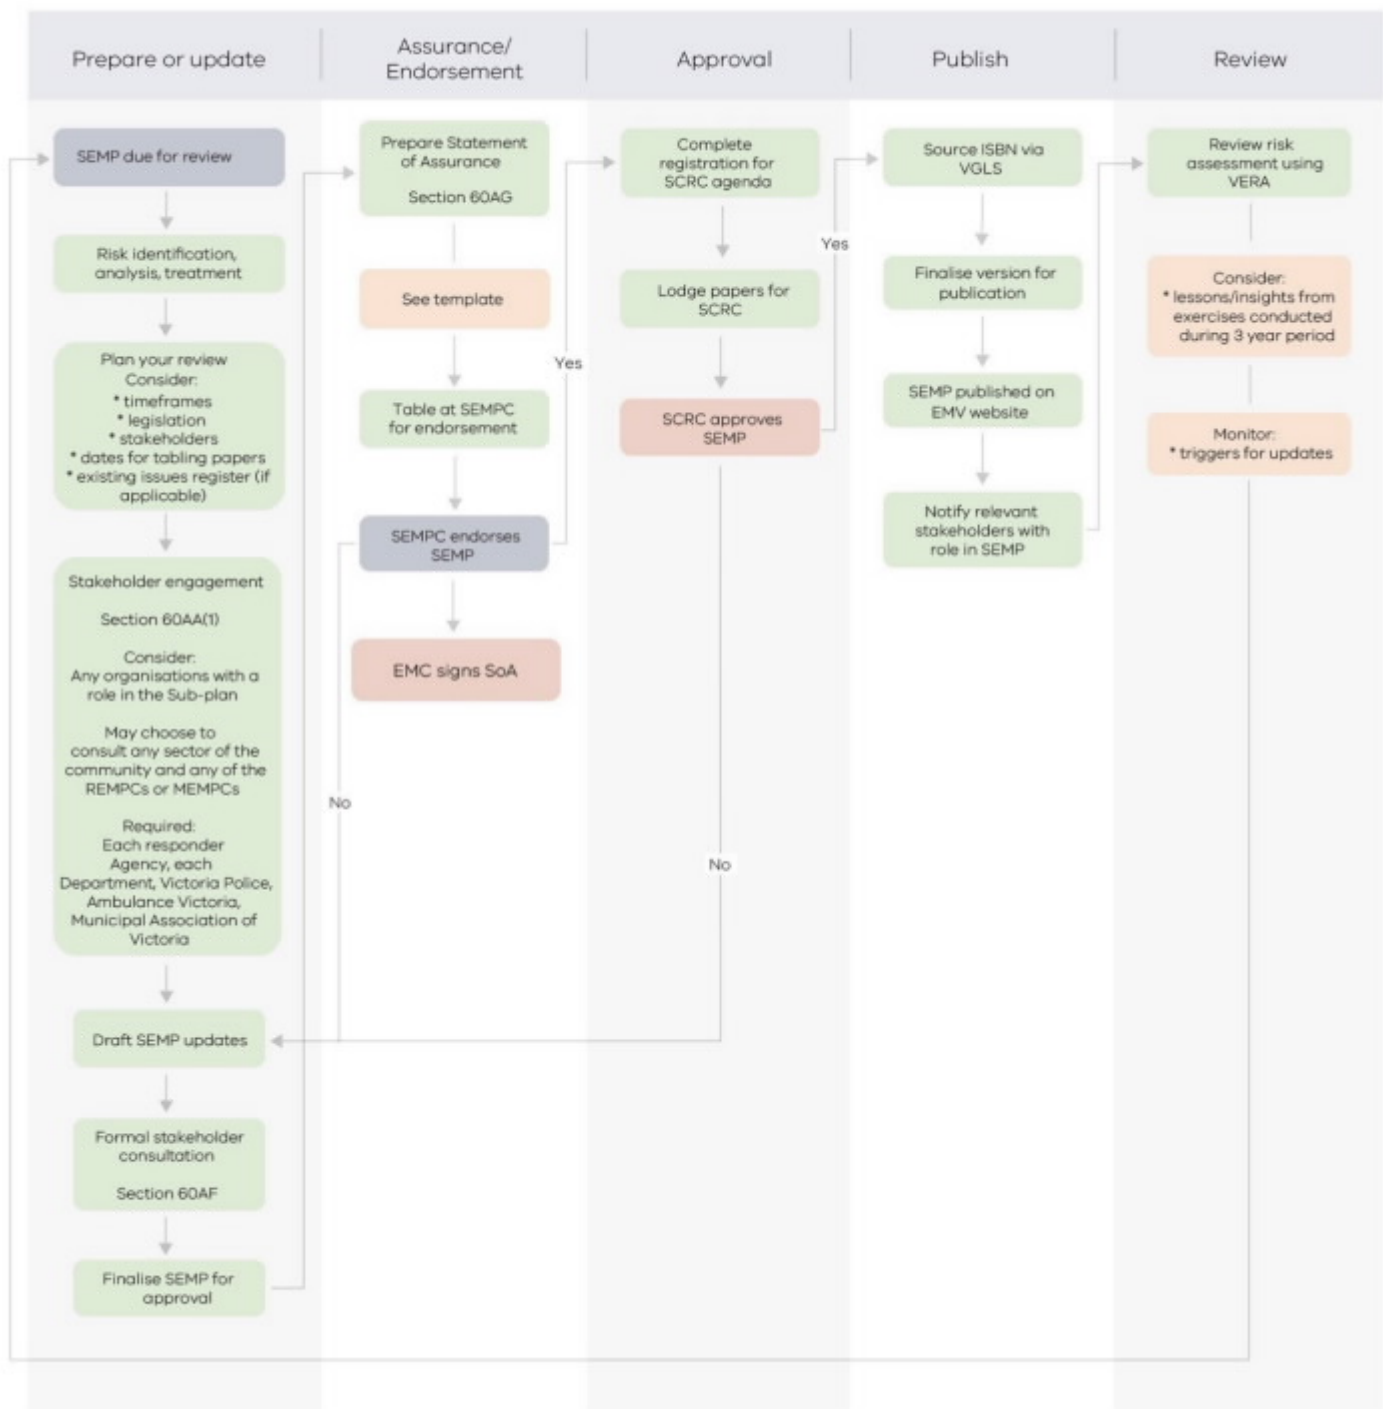 Prepare or update
Assurance/
Endorsement
Approval
Publish
Review
SEMP due for review
Risk identification,
analysis, treatment
Plan your review
Consider:
* timeframes
* legislation
* stakeholders
* dates for tabling papers
* existing issues register (if
applicable)
Stakeholder engagement
Section 60AA(1)
Consider:
Any organisations with a
role in the Sub-plan
May choose to
consult any sector of the
community and any of the
REMPCs or MEMPCs
Required:
Each responder
Agency, each
Department, Victoria Police,
Ambulance Victoria,
Municipal Association of
Victoria
Draft SEMP updates
Formal stakeholder
consultation
Section 60AF
Finalise SEMP for
approval
Prepare Statement
of Assurance
Section 60AG
See template
Table at SEMPC
for endorsement
SEMPC endorses
SEMP
EMC signs SoA
No
Yes
Complete
registration for
SCRC agenda
Lodge papers for
SCRC
SCRC approves
SEMP
No
Yes
Source ISBN via
VGLS
Finalise version for
publication
SEMP published on
EMV website
Notify relevant
stakeholders with
role in SEMP
Review risk
assessment using
VERA
Consider:
* lessons/insights from
exercises conducted
during 3 year period
Monitor:
* triggers for updates